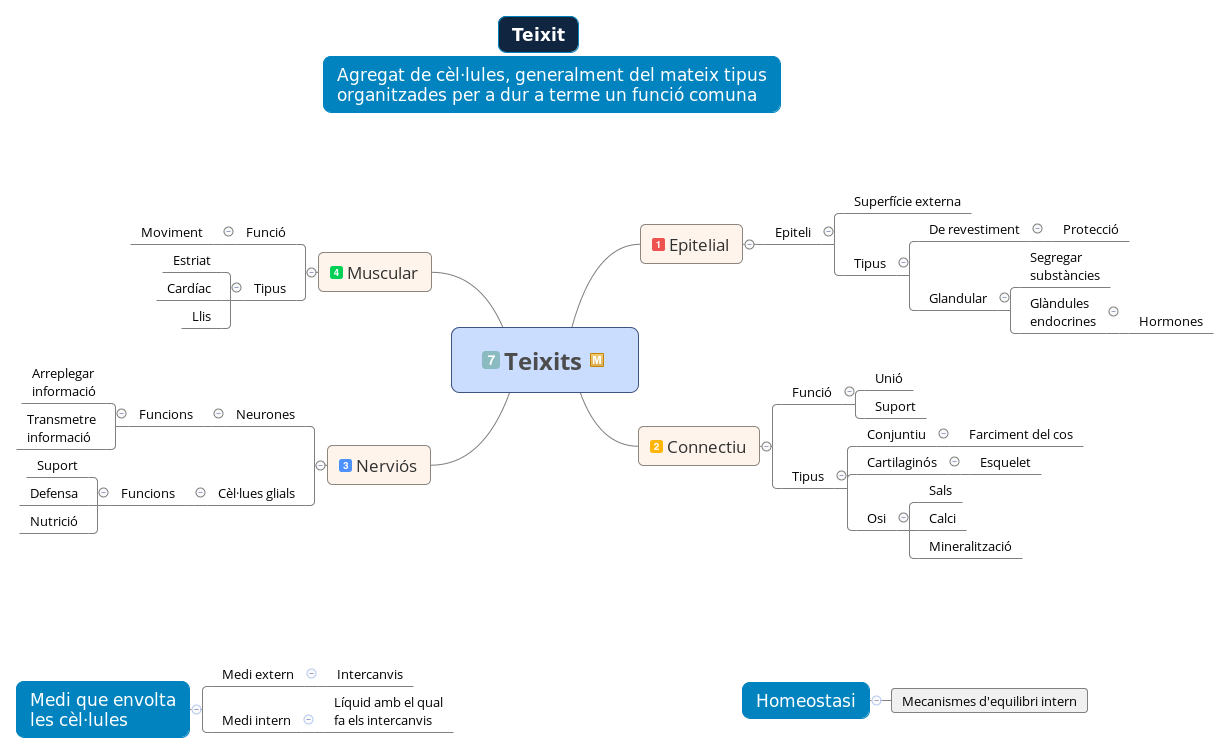 Teixit
Agregat de cèl·lules, generalment del mateix tipus
organitzades per a dur a terme un funció comuna
7 Teixits M
1 Epitelial
Epiteli
Superfície externa
Tipus
De revestiment
Protecció
Glandular
Segregar
substàncies
Glàndules
endocrines
Hormones
2 Connectiu
Funció
Unió
Suport
Tipus
Conjuntiu
Farciment del cos
Cartilaginós
Esquelet
Osi
Sals
Calci
Mineralització
3 Nerviós
Neurones
Funcions
Arreplegar
informació
Transmetre
informació
Cèl·lues glials
Funcions
Suport
Defensa
Nutrició
4 Muscular
Funció
Moviment
Tipus
Estriat
Cardíac
Llis
Medi que envolta
les cèl·lules
Medi extern
Intercanvis
Medi intern
Líquid amb el qual
fa els intercanvis
Homeostasi
Mecanismes d'equilibri intern